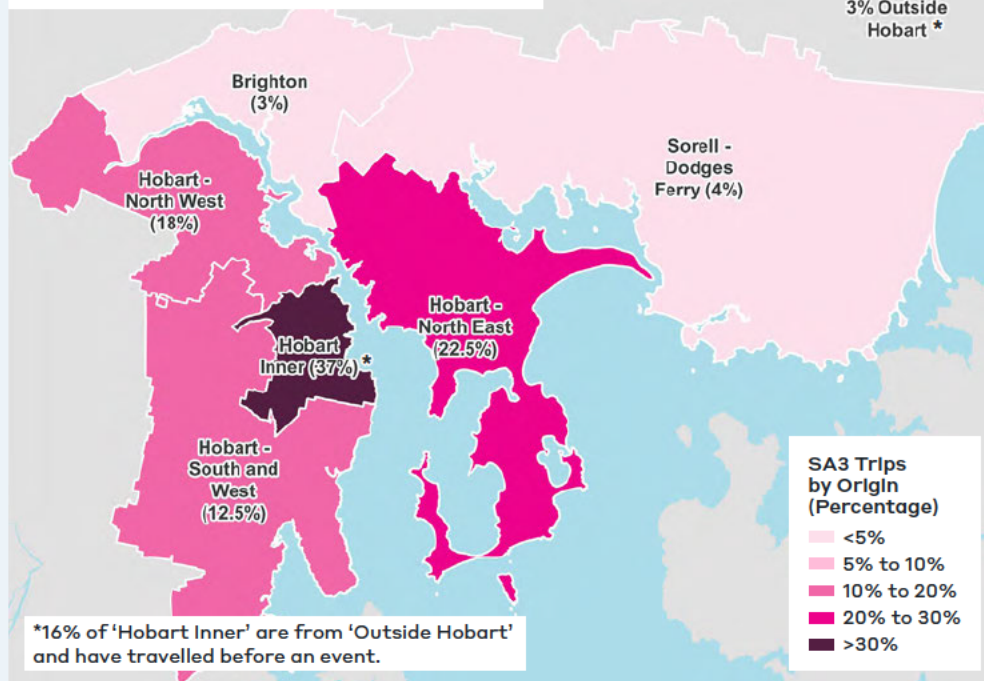 3% Outside
Hobart *
Brighton
(3%)
Sorell -
Dodges
Ferry (4%)
Hobart -
North West
(18%)
Hobart -
North East
(22.5%)
Hobart
Inner (37%) *
Hobart -
South and
West
(12.5%)
SA3 Trips
by Origin
(Percentage)
<5%
5% to 10%
10% to 20%
20% to 30%
>30%
*16% of ‘Hobart Inner’ are from ‘Outside Hobart’
and have travelled before an event.